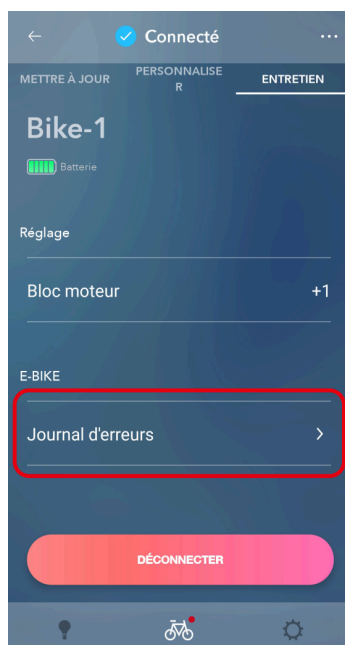 Connecté
METTRE À JOUR
PERSONNALISE
R
ENTRETIEN
Bike-1
Batterie
Réglage
Bloc moteur +1
E-BIKE
Journal d'erreurs
DÉCONNECTER